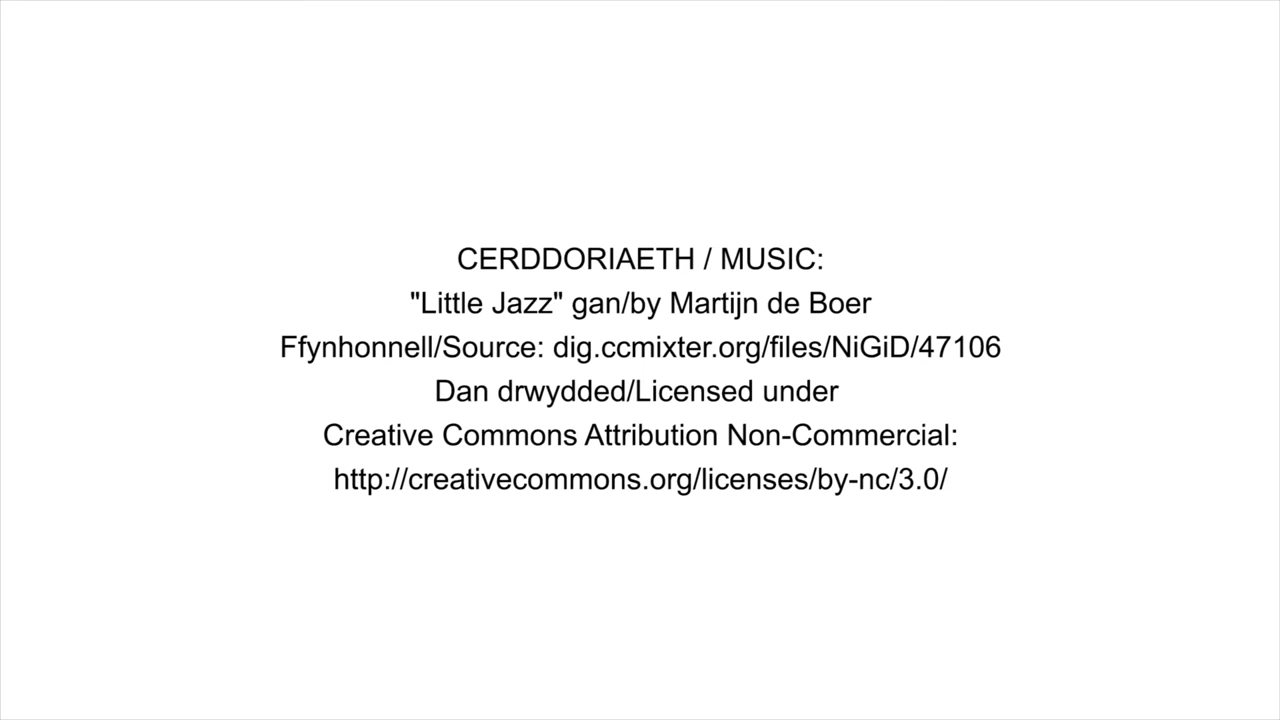 CERDDORIAETH / MUSIC:
"Little Jazz" gan/by Martijn de Boer
Ffynhonnell/Source: dig.ccmixter.org/files/NiGiD/47106
Dan drwydded/Licensed under
Creative Commons Attribution Non-Commercial:
http://creativecommons.org/licenses/by-nc/3.0/